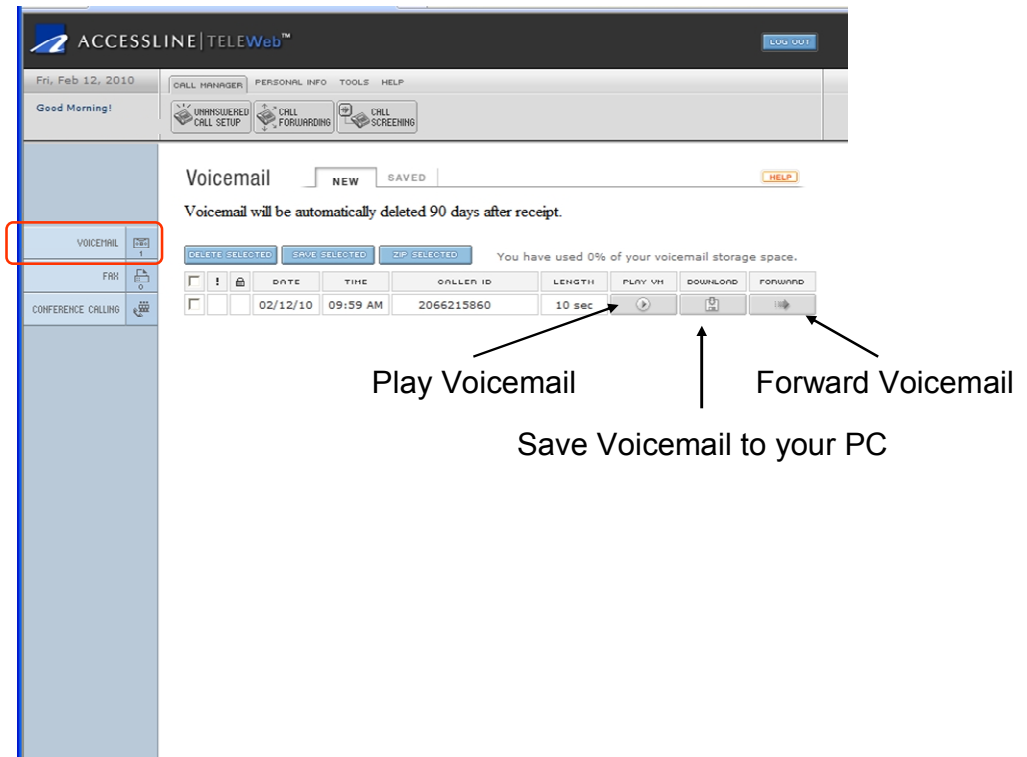 ACCESSLINE|TELEWeb™
LOG OUT
Fri, Feb 12, 2010
CALL MANAGER PERSONAL INFO TOOLS HELP
Good Morning!
UNANSWERED CALL SETUP
CALL FORWARDING
CALL SCREENING
Voicemail NEW SAVED HELP
Voicemail will be automatically deleted 90 days after receipt.
VOICEMAIL 1
FAX 0
CONFERENCE CALLING
DELETE SELECTED SAVE SELECTED ZIP SELECTED You have used 0% of your voicemail storage space.
! DATE TIME CALLER ID LENGTH PLAY VM DOWNLOAD FORWARD
02/12/10 09:59 AM 2066215860 10 sec
Play Voicemail Forward Voicemail
Save Voicemail to your PC